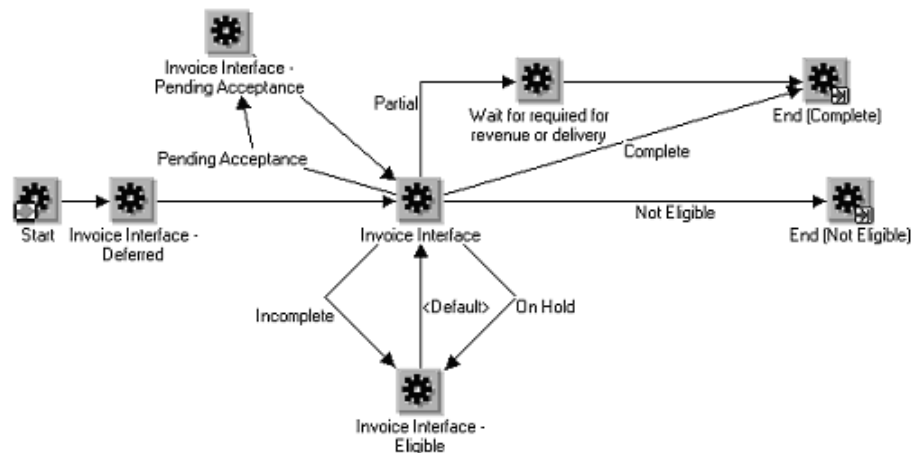 Invoice Interface -
Pending Acceptance
Partial
Wait for required for
revenue or delivery
End (Complete)
Pending Acceptance
Complete
Start
Invoice Interface -
Deferred
Invoice Interface
Not Eligible
End (Not Eligible)
Incomplete
<Default>
On Hold
Invoice Interface -
Eligible